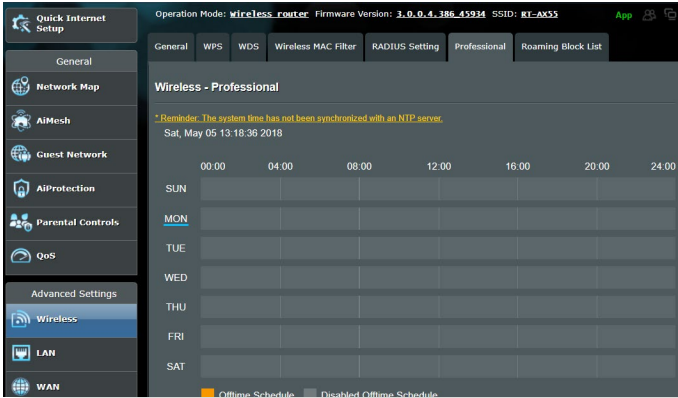 Quick Internet
Setup
Operation Mode: Wireless router Firmware Version: 3.0.0.4.386_45934 SSID: RT-AX55
App
General WPS WDS Wireless MAC Filter RADIUS Setting Professional Roaming Block List
General
Network Map
AiMesh
Guest Network
AiProtection
Parental Controls
QoS
Advanced Settings
Wireless
LAN
WAN
Wireless - Professional
* Reminder: The system time has not been synchronized with an NTP server.
Sat, May 05 13:18:36 2018
00:00 04:00 08:00 12:00 16:00 20:00 24:00
SUN
MON
TUE
WED
THU
FRI
SAT
Offtime Schedule Disabled Offtime Schedule